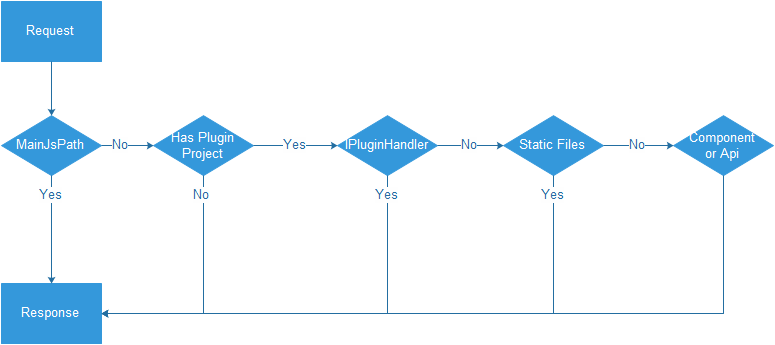 Request
MainJsPath
No
Has Plugin
Project
Yes
IPluginHandler
No
Static Files
No
Component
or Api
Yes
No
Yes
Yes
Response